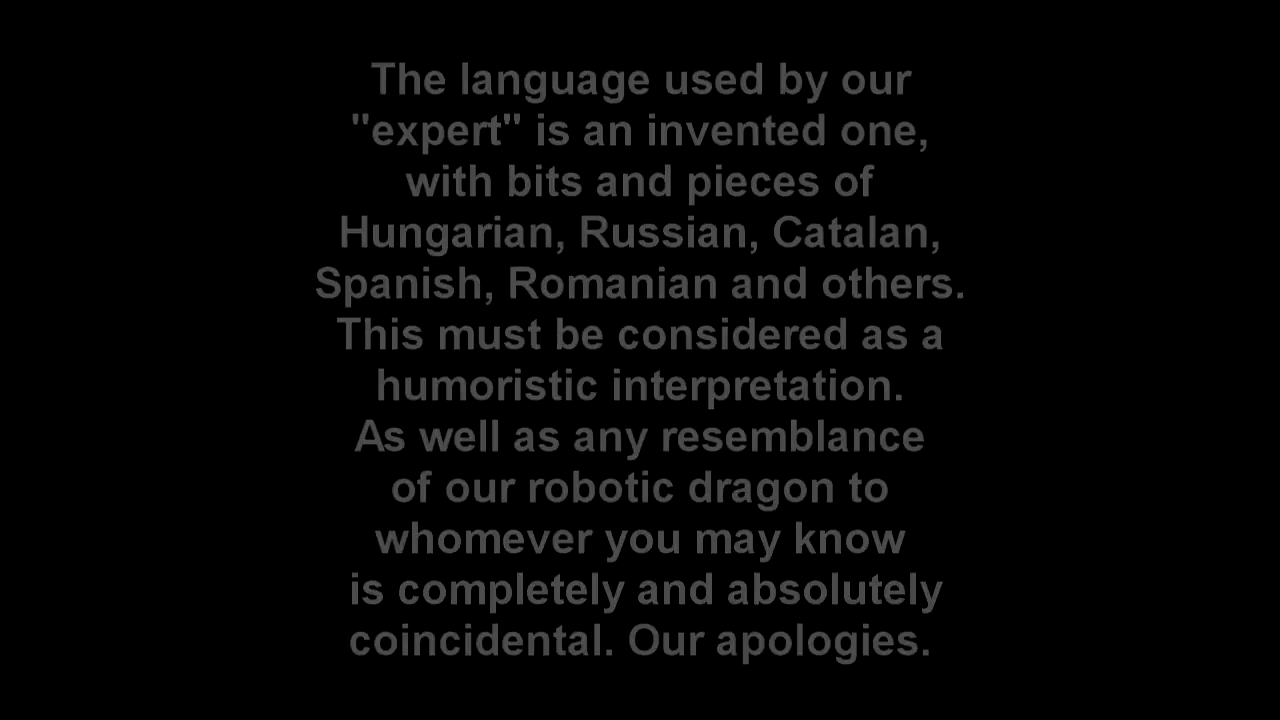 The language used by our
"expert" is an invented one,
with bits and pieces of
Hungarian, Russian, Catalan,
Spanish, Romanian and others.
This must be considered as a
humoristic interpretation.
As well as any resemblance
of our robotic dragon to
whomever you may know
is completely and absolutely
coincidental. Our apologies.